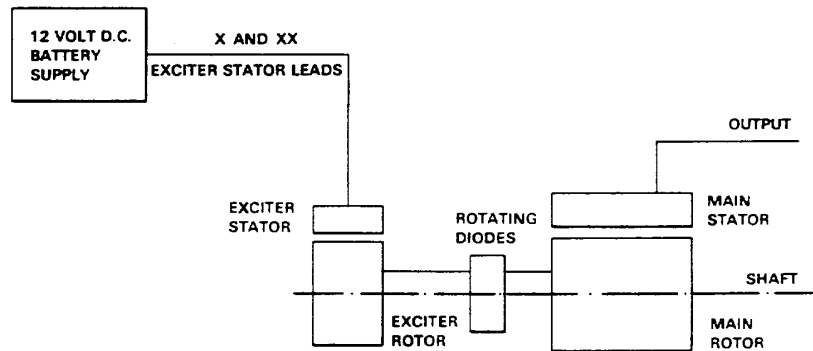 12 VOLT D.C.
BATTERY
SUPPLY
X AND XX
EXCITER STATOR LEADS
OUTPUT
EXCITER
STATOR
ROTATING
DIODES
MAIN
STATOR
SHAFT
EXCITER
ROTOR
MAIN
ROTOR